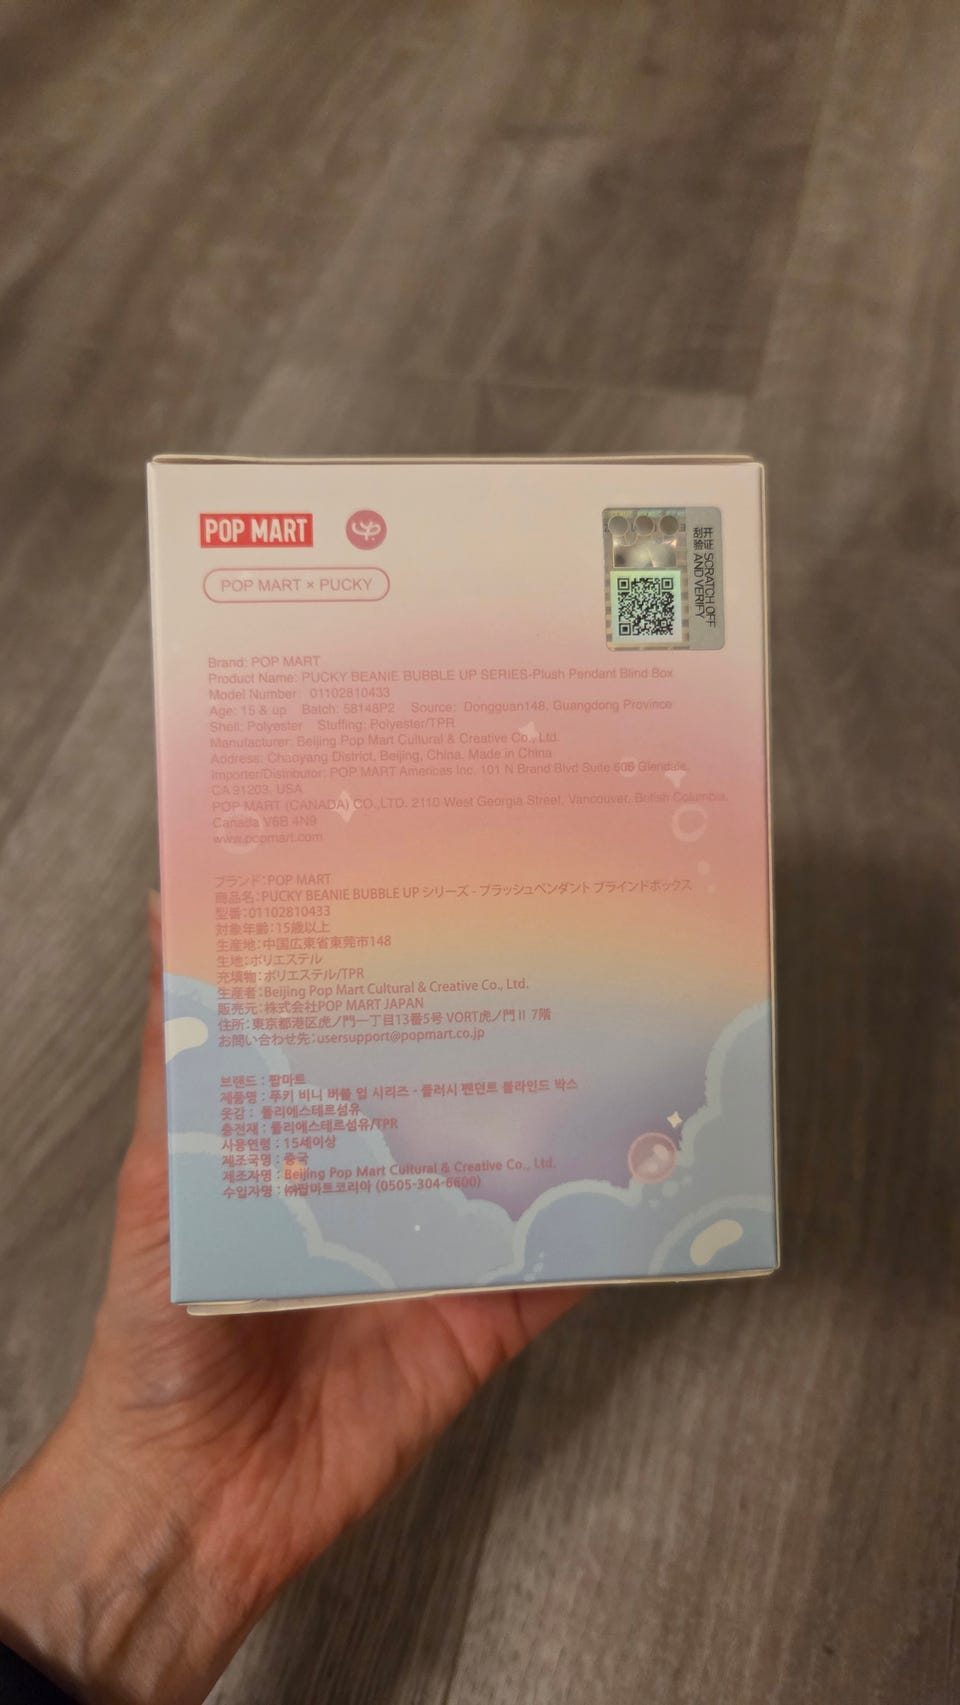 POP MART
POP MART × PUCKY
开涂 SCRATCH OFF
刮验 AND VERIFY
Brand: POP MART
Product Name: PUCKY BEANIE BUBBLE UP SERIES-Plush Pendant Blind Box
Model Number: 01102810433
Age: 15 & up Batch: 58148P2 Source: Dongguan148, Guangdong Province
Shell: Polyester Stuffing: Polyester/TPR
Manufacturer: Beijing Pop Mart Cultural & Creative Co., Ltd.
Address: Chaoyang District, Beijing, China. Made in China
Importer/Distributor: POP MART Americas Inc. 101 N Brand Blvd Suite 606 Glendale,
CA 91203, USA
POP MART (CANADA) CO.,LTD. 2110 West Georgia Street, Vancouver, British Columbia,
Canada V6B 4N9
www.popmart.com
ブランド:POP MART
商品名:PUCKY BEANIE BUBBLE UP シリーズ - プラッシュペンダント ブラインドボックス
型番:01102810433
対象年齢:15歳以上
生産地:中国広東省東莞市148
生地:ポリエステル
充填物:ポリエステル/TPR
生産者:Beijing Pop Mart Cultural & Creative Co., Ltd.
販売元:株式会社POP MART JAPAN
住所:東京都港区虎ノ門一丁目13番5号 VORT虎ノ門Ⅱ 7階
お問い合わせ先:usersupport@popmart.co.jp
브랜드 : 팝마트
제품명 : 푸키 비니 버블 업 시리즈 - 플러시 팬던트 블라인드 박스
옷감 : 폴리에스테르섬유
충전재 : 폴리에스테르섬유/TPR
사용연령 : 15세이상
제조국명 : 중국
제조자명 : Beijing Pop Mart Cultural & Creative Co., Ltd.
수입자명 : ㈜팝마트코리아 (0505-304-6600)